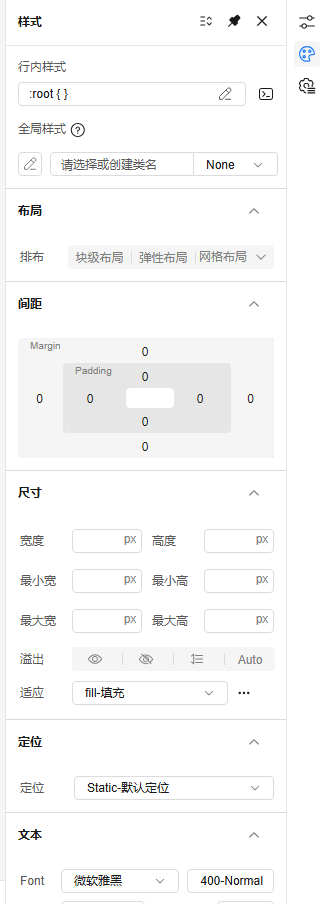 样式
行内样式
:root { }
全局样式 ?
请选择或创建类名 None
布局
排布 块级布局 弹性布局 网格布局
间距
Margin
0
Padding
0
0 0 0 0
0
0
尺寸
宽度 px 高度 px
最小宽 px 最小高 px
最大宽 px 最大高 px
溢出 Auto
适应 fill-填充 •••
定位
定位 Static-默认定位
文本
Font 微软雅黑 400-Normal